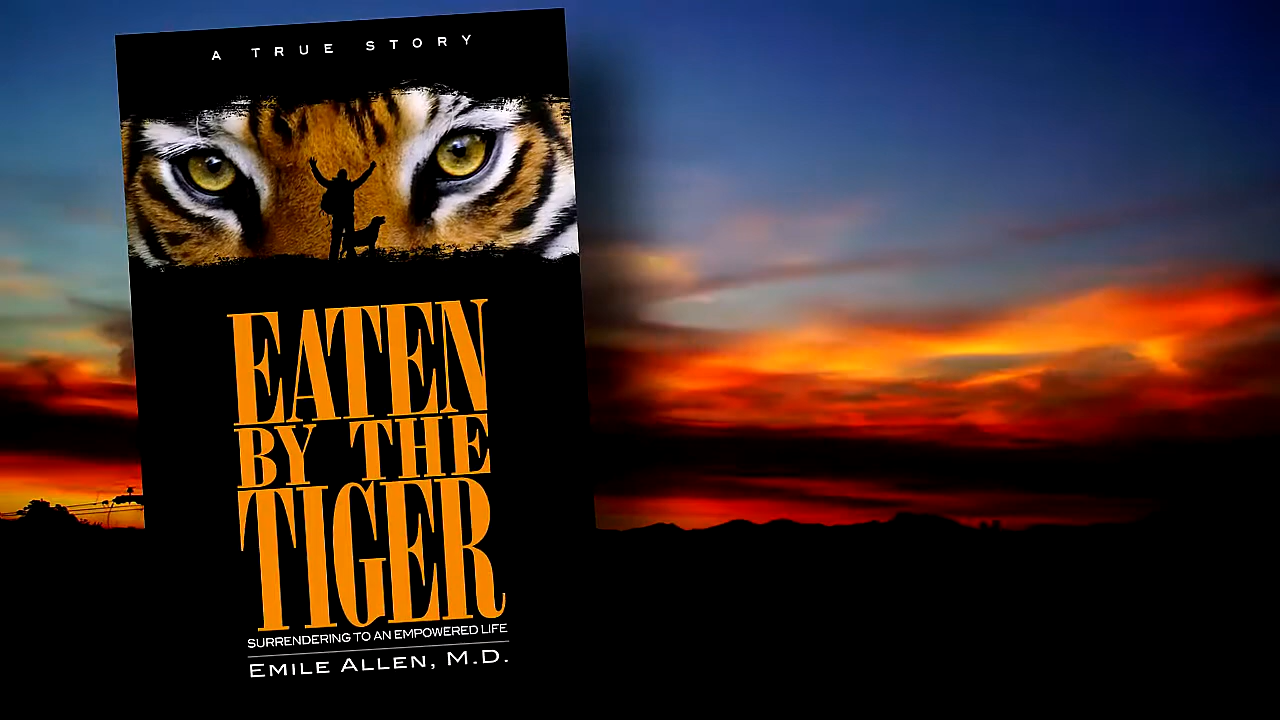 A TRUE STORY
EATEN
BY THE
TIGER
SURRENDERING TO AN EMPOWERED LIFE
EMILE ALLEN, M.D.